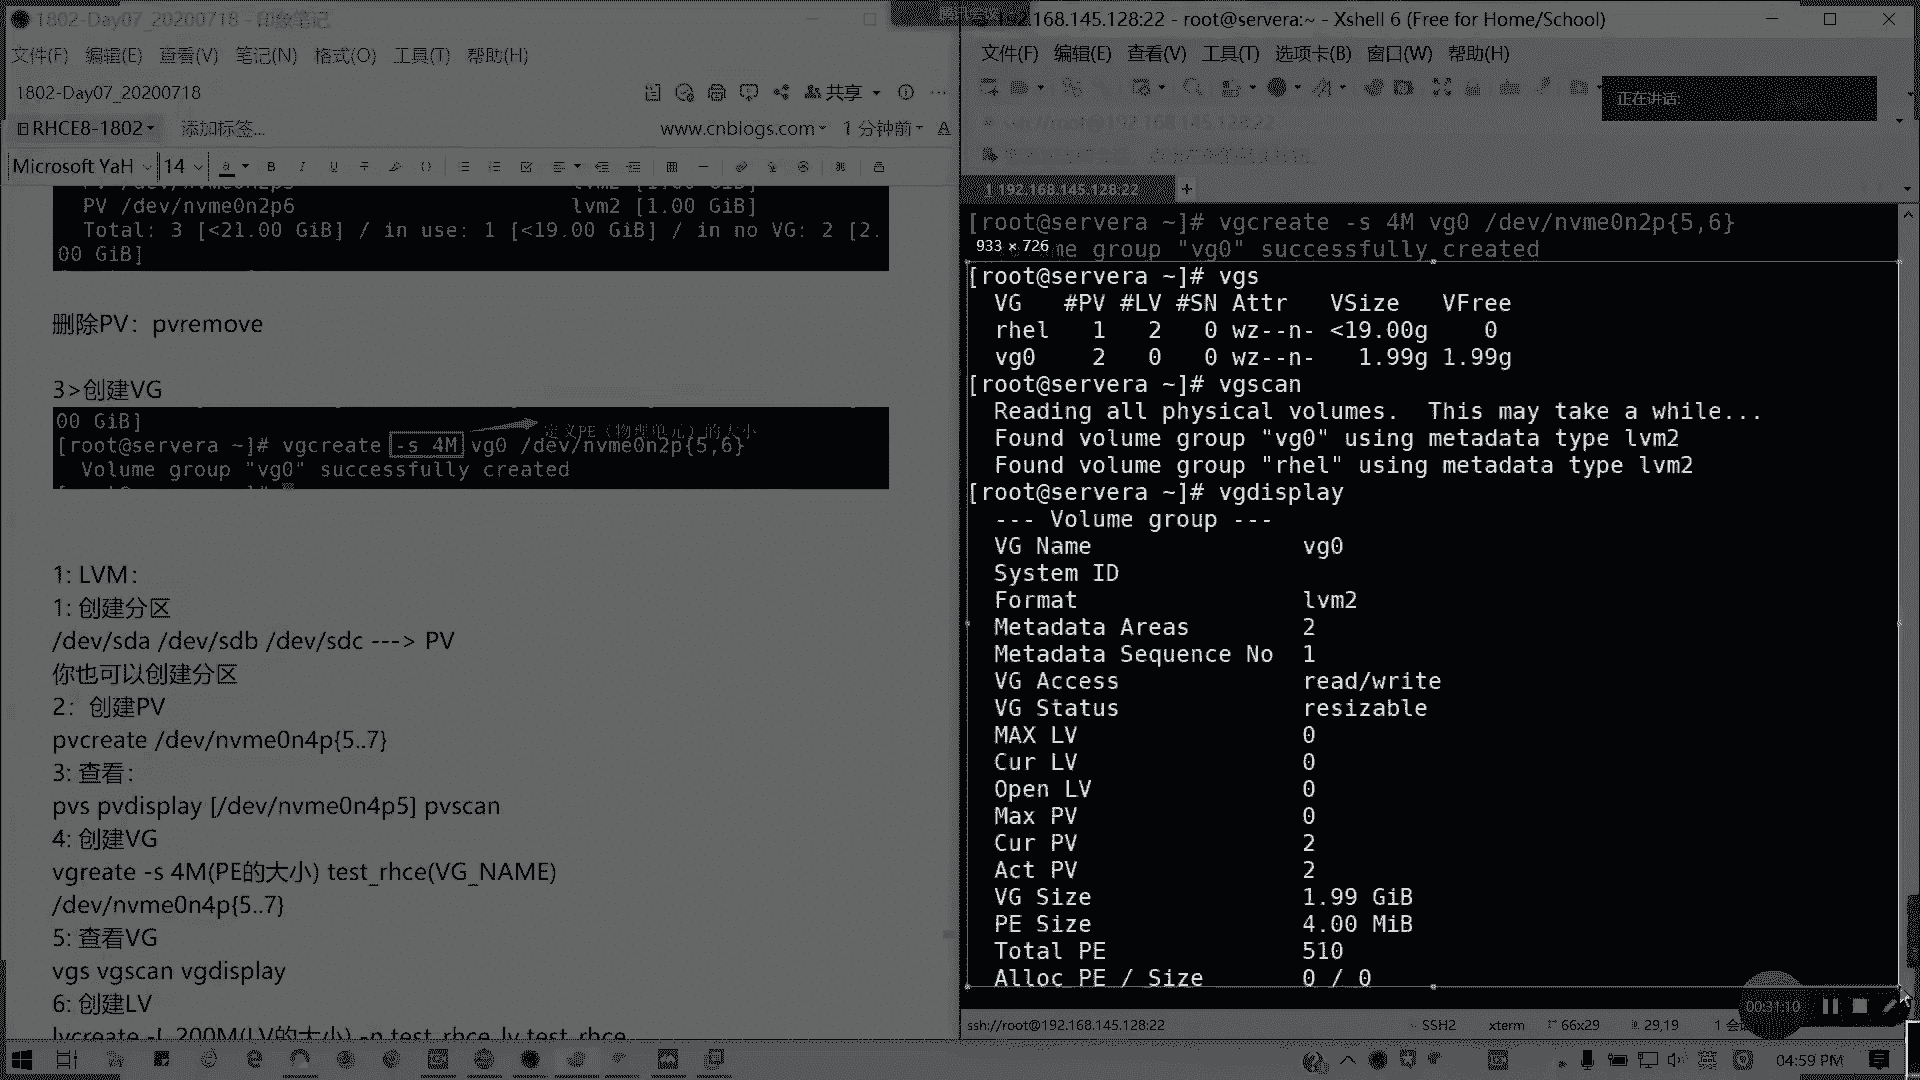 1802-Day07_20200718 - 印象笔记
文件(F) 编辑(E) 查看(V) 笔记(N) 格式(O) 工具(T) 帮助(H)
1802-Day07_20200718
共享
RHCE8-1802
添加标签...
www.cnblogs.com
1 分钟前
Microsoft YaH
14
PV /dev/nvme0n2p6 lvm2 [1.00 GiB]
Total: 3 [<21.00 GiB] / in use: 1 [<19.00 GiB] / in no VG: 2 [2.
00 GiB]
删除PV：pvremove
3>创建VG
00 GiB]
定义PE（物理单元）的大小
[root@servera ~]# vgcreate -s 4M vg0 /dev/nvme0n2p{5,6}
Volume group "vg0" successfully created
1: LVM：
1: 创建分区
/dev/sda /dev/sdb /dev/sdc ---> PV
你也可以创建分区
2：创建PV
pvcreate /dev/nvme0n4p{5..7}
3: 查看：
pvs pvdisplay [/dev/nvme0n4p5] pvscan
4: 创建VG
vgreate -s 4M(PE的大小) test_rhce(VG_NAME)
/dev/nvme0n4p{5..7}
5: 查看VG
vgs vgscan vgdisplay
6: 创建LV
lvcreate -L 200M(LV的大小) -n test_rhce_lv test_rhce
192.168.145.128:22 - root@servera:~ - Xshell 6 (Free for Home/School)
文件(F) 编辑(E) 查看(V) 工具(T) 选项卡(B) 窗口(W) 帮助(H)
正在讲话:
ssh://root@192.168.145.128:22
1 192.168.145.128:22
[root@servera ~]# vgcreate -s 4M vg0 /dev/nvme0n2p{5,6}
933 × 726
me group "vg0" successfully created
[root@servera ~]# vgs
VG #PV #LV #SN Attr VSize VFree
rhel 1 2 0 wz--n- <19.00g 0
vg0 2 0 0 wz--n- 1.99g 1.99g
[root@servera ~]# vgscan
Reading all physical volumes. This may take a while...
Found volume group "vg0" using metadata type lvm2
Found volume group "rhel" using metadata type lvm2
[root@servera ~]# vgdisplay
--- Volume group ---
VG Name vg0
System ID
Format lvm2
Metadata Areas 2
Metadata Sequence No 1
VG Access read/write
VG Status resizable
MAX LV 0
Cur LV 0
Open LV 0
Max PV 0
Cur PV 2
Act PV 2
VG Size 1.99 GiB
PE Size 4.00 MiB
Total PE 510
Alloc PE / Size 0 / 0
00:31:10
ssh://root@192.168.145.128:22
SSH2
xterm
66x29
29,19
英
04:59 PM